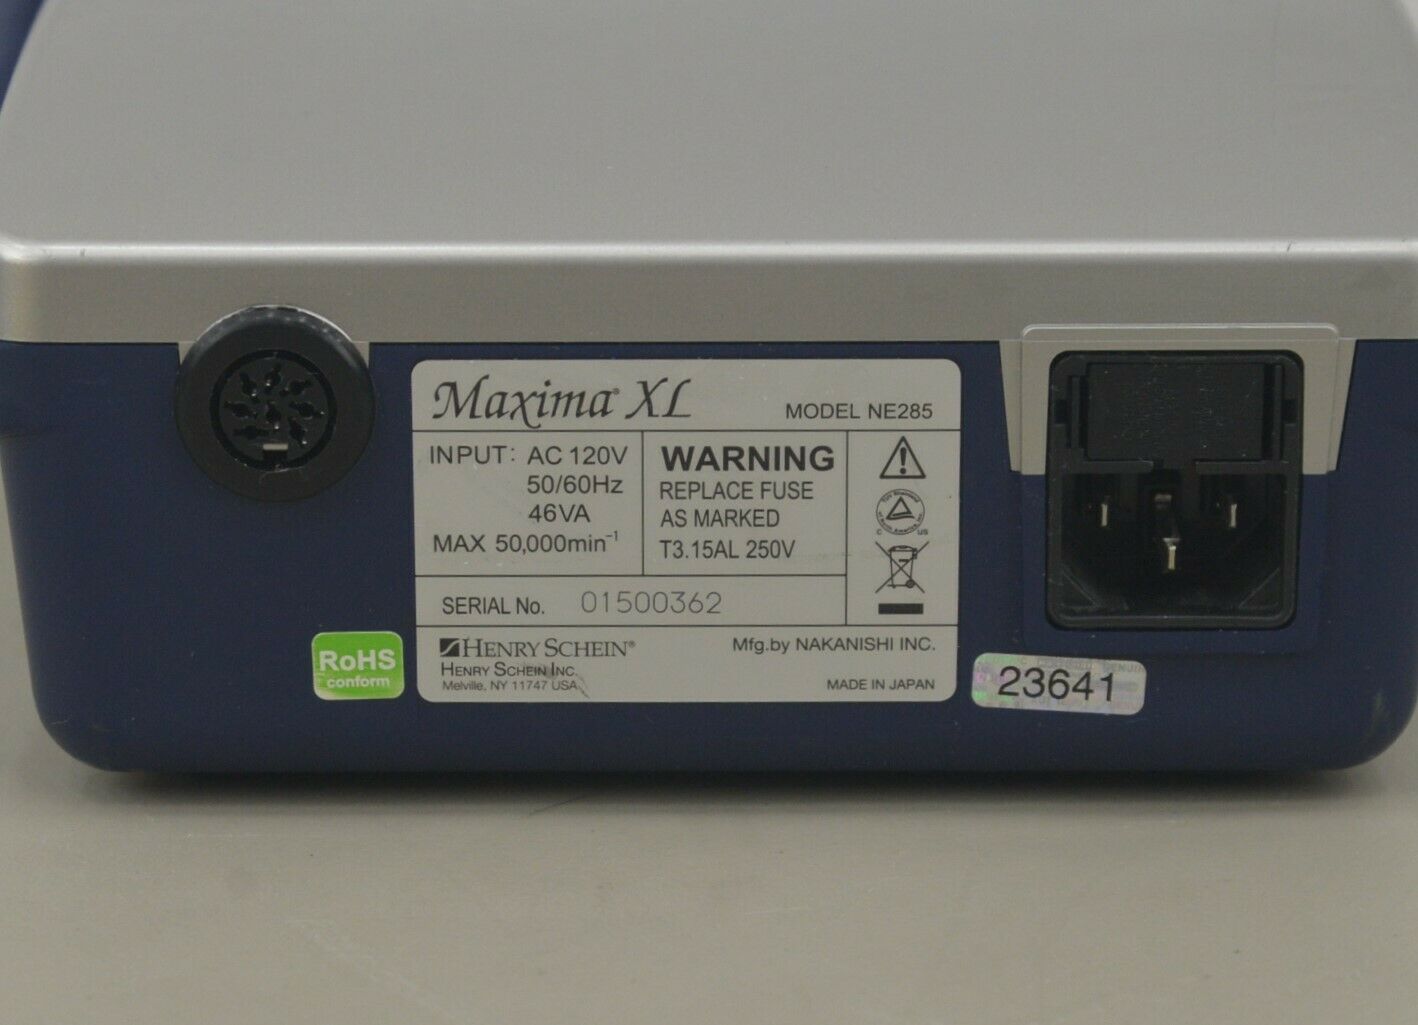 Maxima® XL
MODEL NE285
INPUT: AC 120V
50/60Hz
46VA
MAX 50,000min⁻¹
WARNING
REPLACE FUSE
AS MARKED
T3.15AL 250V
C US
SERIAL No. 01500362
HENRY SCHEIN®
HENRY SCHEIN INC.
Melville, NY 11747 USA
Mfg.by NAKANISHI INC.
MADE IN JAPAN
RoHS
conform
23641